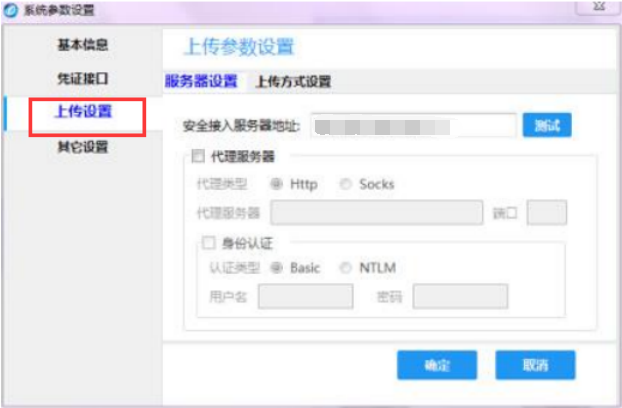 系统参数设置
基本信息
凭证接口
上传设置
其它设置
上传参数设置
服务器设置 上传方式设置
安全接入服务器地址: 测试
代理服务器
代理类型 Http Socks
代理服务器 端口
身份认证
认证类型 Basic NTLM
用户名 密码
确定 取消